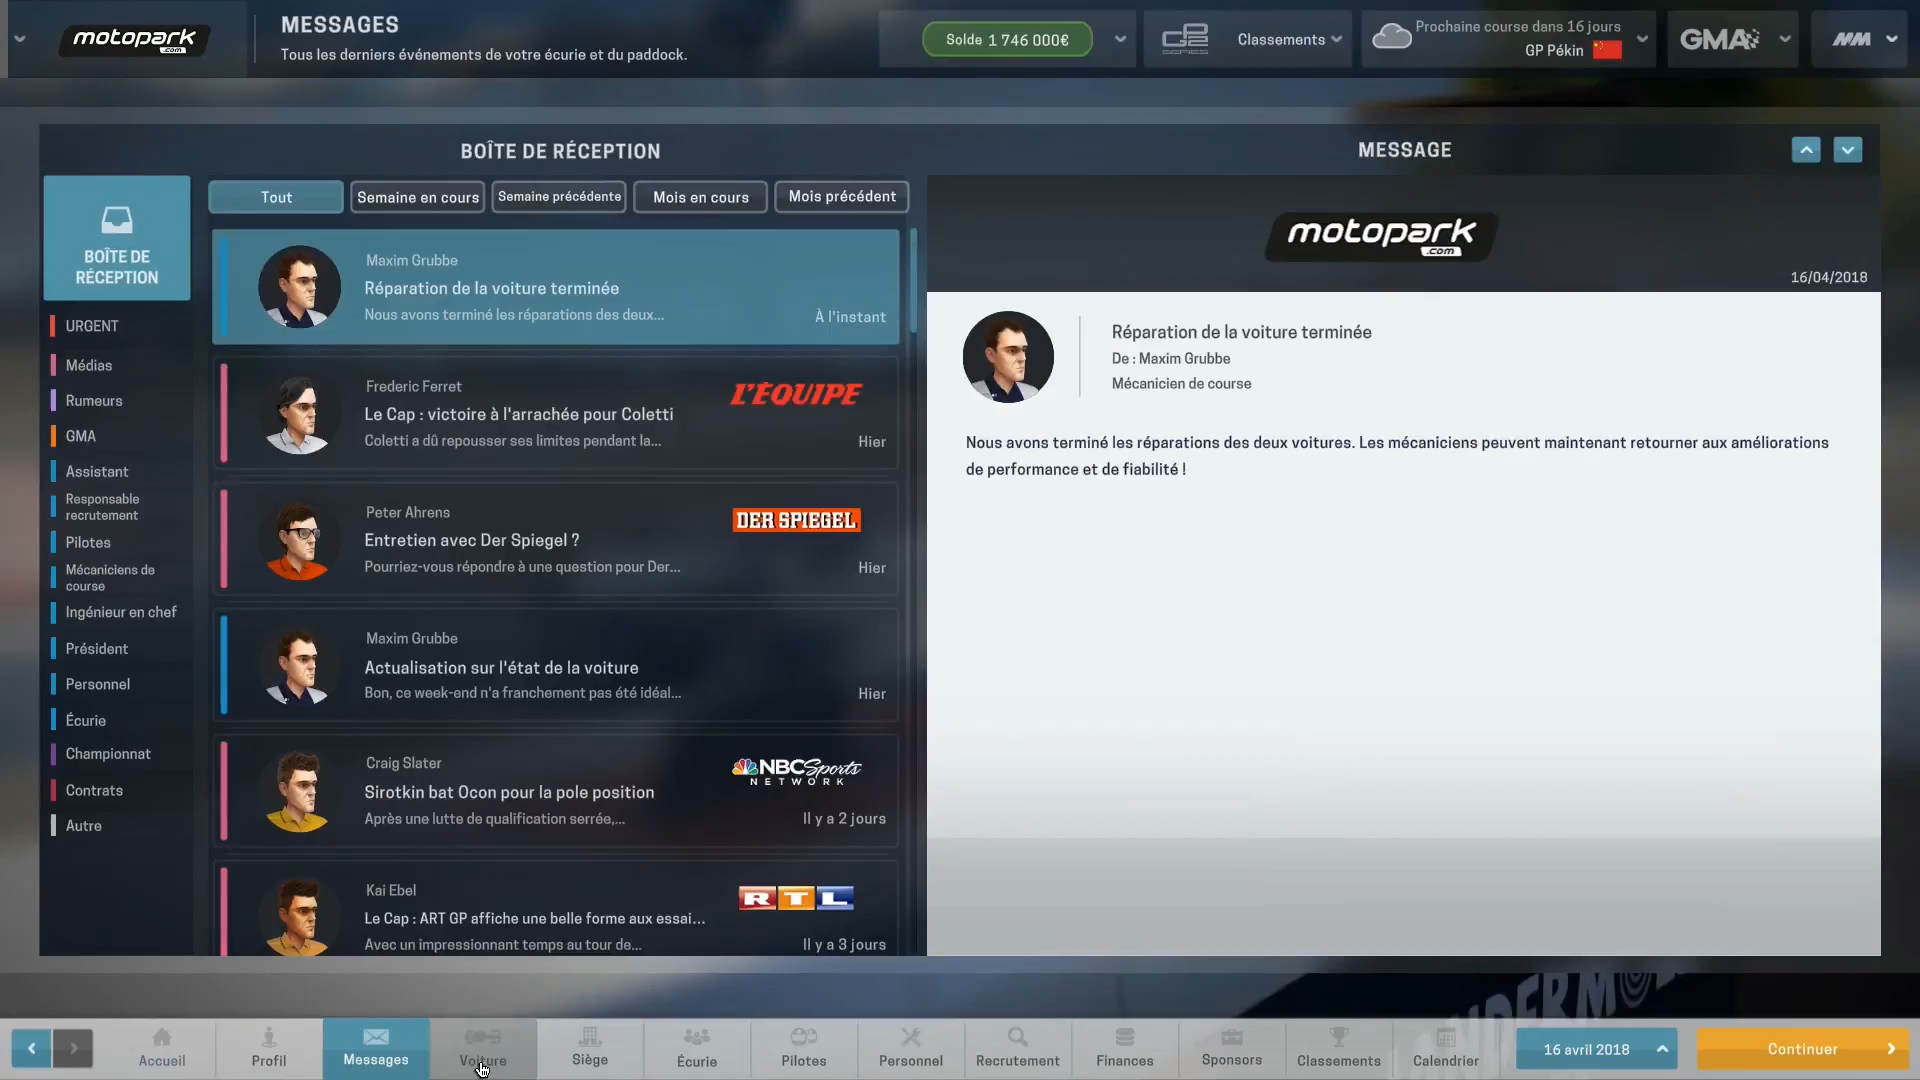 motopark
.com
MESSAGES
Tous les derniers événements de votre écurie et du paddock.
Solde 1 746 000€
GP2
SERIES
Classements
Prochaine course dans 16 jours
GP Pékin
GMA
MM
BOÎTE DE RÉCEPTION
MESSAGE
BOÎTE DE
RÉCEPTION
URGENT
Médias
Rumeurs
GMA
Assistant
Responsable
recrutement
Pilotes
Mécaniciens de
course
Ingénieur en chef
Président
Personnel
Écurie
Championnat
Contrats
Autre
Tout
Semaine en cours
Semaine précédente
Mois en cours
Mois précédent
Maxim Grubbe
Réparation de la voiture terminée
Nous avons terminé les réparations des deux...
À l'instant
Frederic Ferret
L'ÉQUIPE
Le Cap : victoire à l'arrachée pour Coletti
Coletti a dû repousser ses limites pendant la...
Hier
Peter Ahrens
DER SPIEGEL
Entretien avec Der Spiegel ?
Pourriez-vous répondre à une question pour Der...
Hier
Maxim Grubbe
Actualisation sur l'état de la voiture
Bon, ce week-end n'a franchement pas été idéal...
Hier
Craig Slater
NBC Sports
NETWORK
Sirotkin bat Ocon pour la pole position
Après une lutte de qualification serrée,...
Il y a 2 jours
Kai Ebel
RTL
Le Cap : ART GP affiche une belle forme aux essai...
Avec un impressionnant temps au tour de...
Il y a 3 jours
motopark
.com
16/04/2018
Réparation de la voiture terminée
De : Maxim Grubbe
Mécanicien de course
Nous avons terminé les réparations des deux voitures. Les mécaniciens peuvent maintenant retourner aux améliorations
de performance et de fiabilité !
Accueil
Profil
Messages
Voiture
Siège
Écurie
Pilotes
Personnel
Recrutement
Finances
Sponsors
Classements
Calendrier
16 avril 2018
Continuer